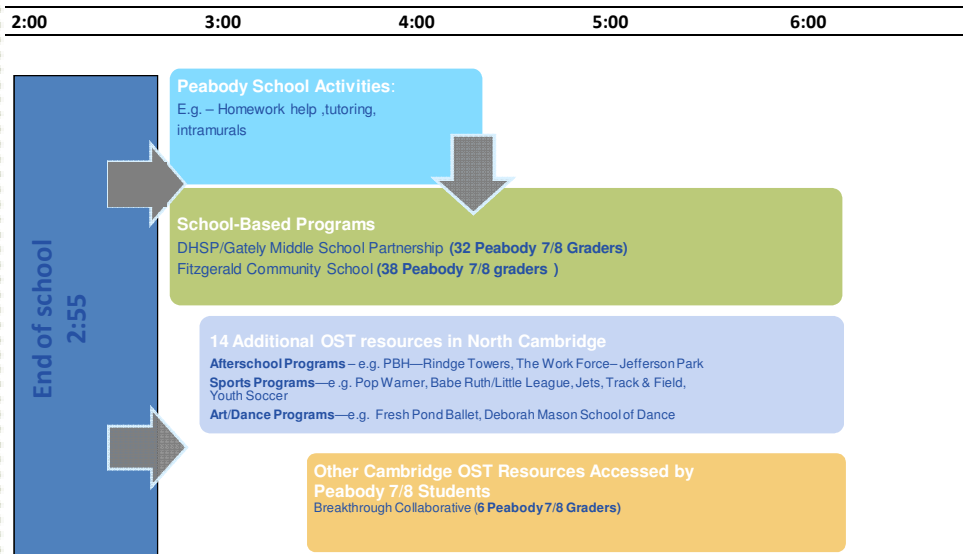 2:00 3:00 4:00 5:00 6:00
End of school
2:55
Peabody School Activities:
E.g. – Homework help ,tutoring,
intramurals
School-Based Programs
DHSP/Gately Middle School Partnership (32 Peabody 7/8 Graders)
Fitzgerald Community School (38 Peabody 7/8 graders )
14 Additional OST resources in North Cambridge
Afterschool Programs – e.g. PBH—Rindge Towers, The Work Force– Jefferson Park
Sports Programs—e .g. Pop Warner, Babe Ruth/Little League, Jets, Track & Field,
Youth Soccer
Art/Dance Programs—e.g. Fresh Pond Ballet, Deborah Mason School of Dance
Other Cambridge OST Resources Accessed by
Peabody 7/8 Students
Breakthrough Collaborative (6 Peabody 7/8 Graders)